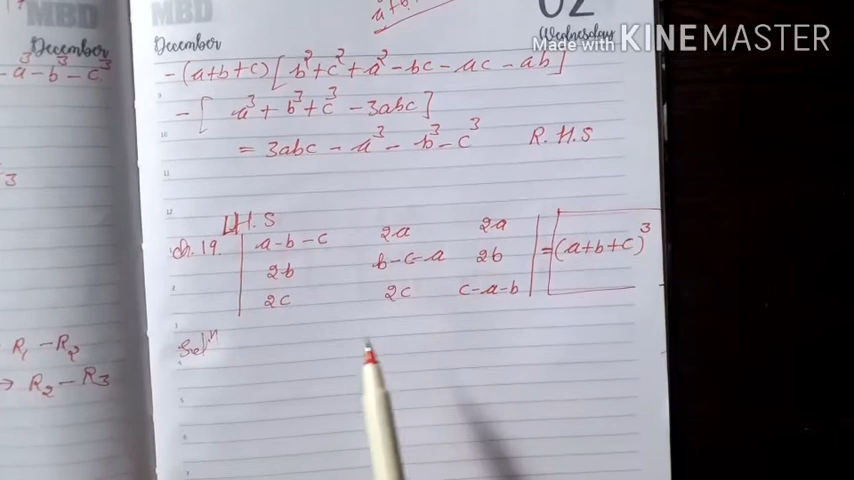 MBD
MBD
02
December
December
Wednesday
Made with KINEMASTER
- a³ - b³ - c³
- (a+b+c) [ b² + c² + a² - bc - ac - ab ]
- [ a³ + b³ + c³ - 3abc ]
= 3abc - a³ - b³ - c³ R.H.S
3
L.H.S
Ch. 19. | a-b-c 2a 2a | = (a+b+c)³
2b b-c-a 2b
2c 2c c-a-b
Solⁿ
R₁ - R₂
→ R₂ - R₃